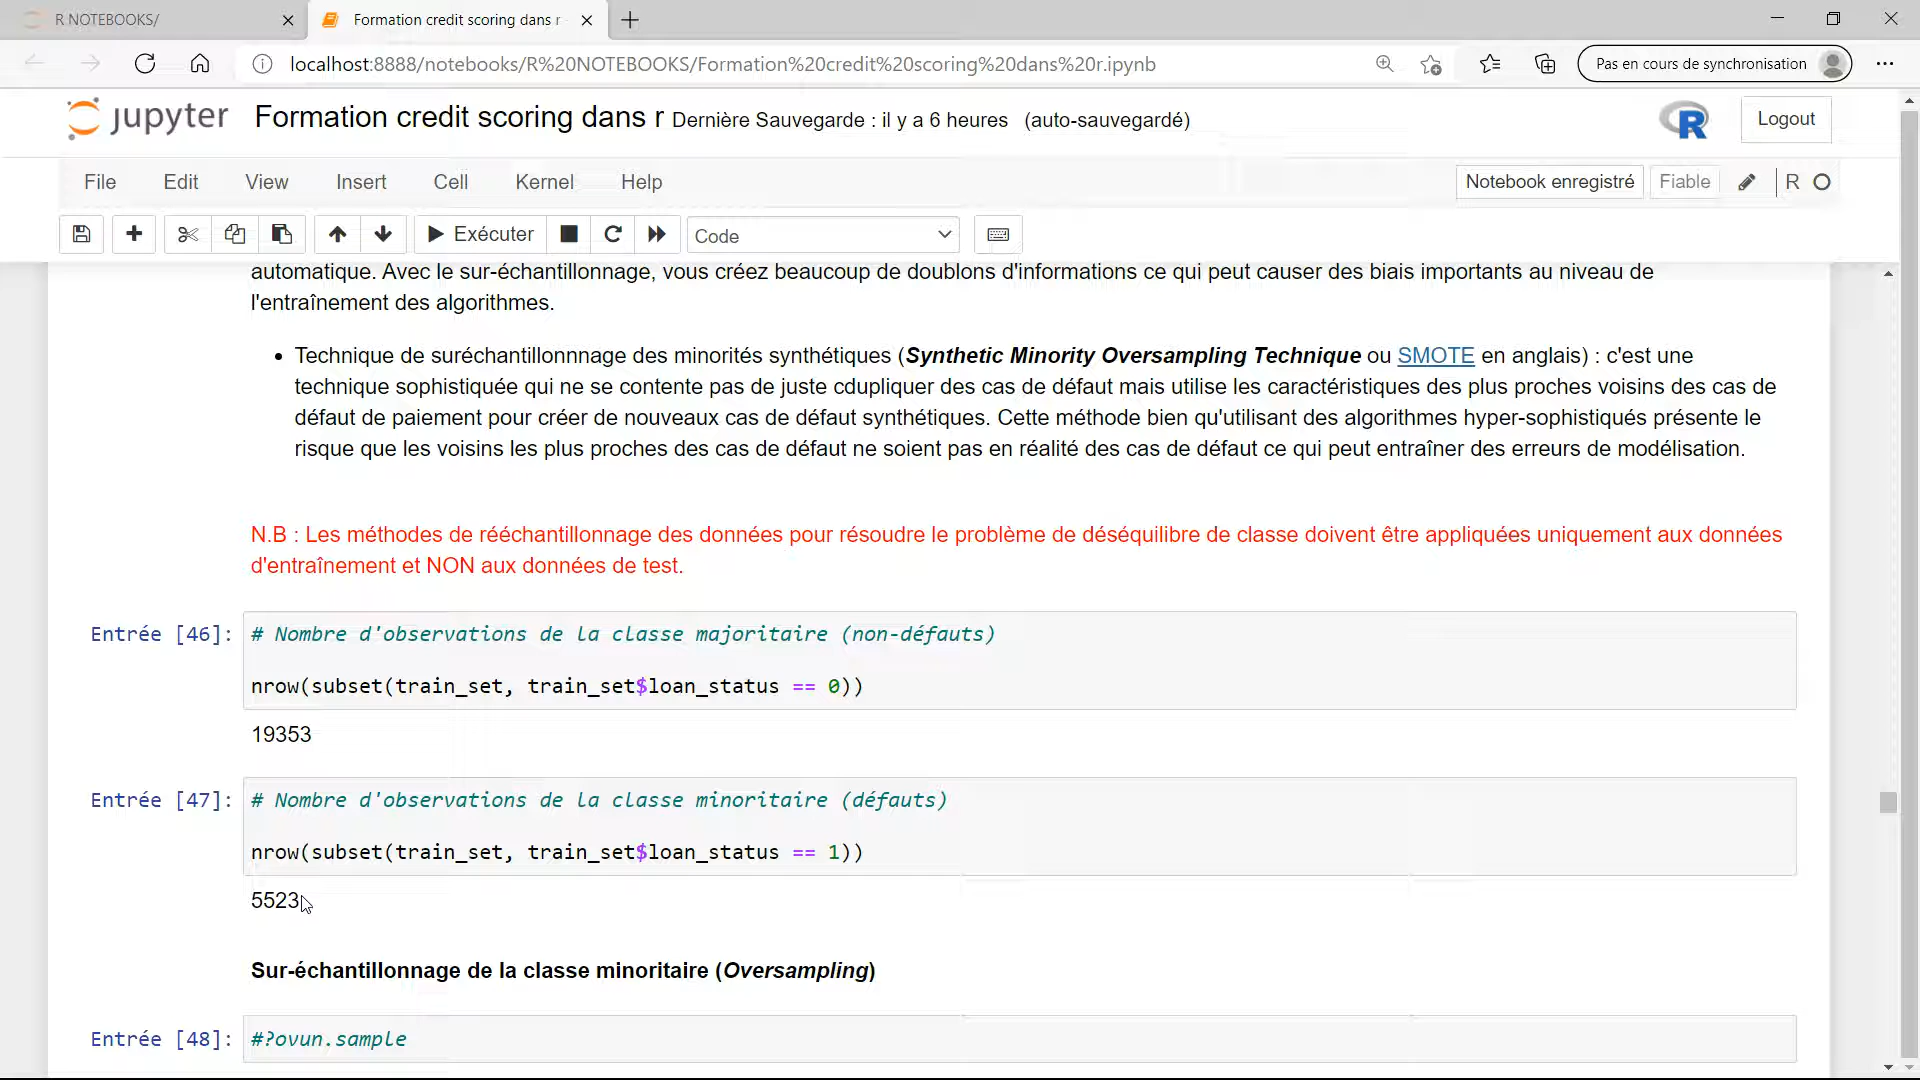 R NOTEBOOKS/
Formation credit scoring dans r
localhost:8888/notebooks/R%20NOTEBOOKS/Formation%20credit%20scoring%20dans%20r.ipynb
Pas en cours de synchronisation
jupyter Formation credit scoring dans r Dernière Sauvegarde : il y a 6 heures (auto-sauvegardé)
R
Logout
File Edit View Insert Cell Kernel Help
Notebook enregistré Fiable R
Exécuter Code
automatique. Avec le sur-échantillonnage, vous créez beaucoup de doublons d'informations ce qui peut causer des biais importants au niveau de
l'entraînement des algorithmes.
• Technique de suréchantillonnnage des minorités synthétiques (Synthetic Minority Oversampling Technique ou SMOTE en anglais) : c'est une
technique sophistiquée qui ne se contente pas de juste cdupliquer des cas de défaut mais utilise les caractéristiques des plus proches voisins des cas de
défaut de paiement pour créer de nouveaux cas de défaut synthétiques. Cette méthode bien qu'utilisant des algorithmes hyper-sophistiqués présente le
risque que les voisins les plus proches des cas de défaut ne soient pas en réalité des cas de défaut ce qui peut entraîner des erreurs de modélisation.
N.B : Les méthodes de rééchantillonnage des données pour résoudre le problème de déséquilibre de classe doivent être appliquées uniquement aux données
d'entraînement et NON aux données de test.
Entrée [46]: # Nombre d'observations de la classe majoritaire (non-défauts)
nrow(subset(train_set, train_set$loan_status == 0))
19353
Entrée [47]: # Nombre d'observations de la classe minoritaire (défauts)
nrow(subset(train_set, train_set$loan_status == 1))
5523
Sur-échantillonnage de la classe minoritaire (Oversampling)
Entrée [48]: #?ovun.sample